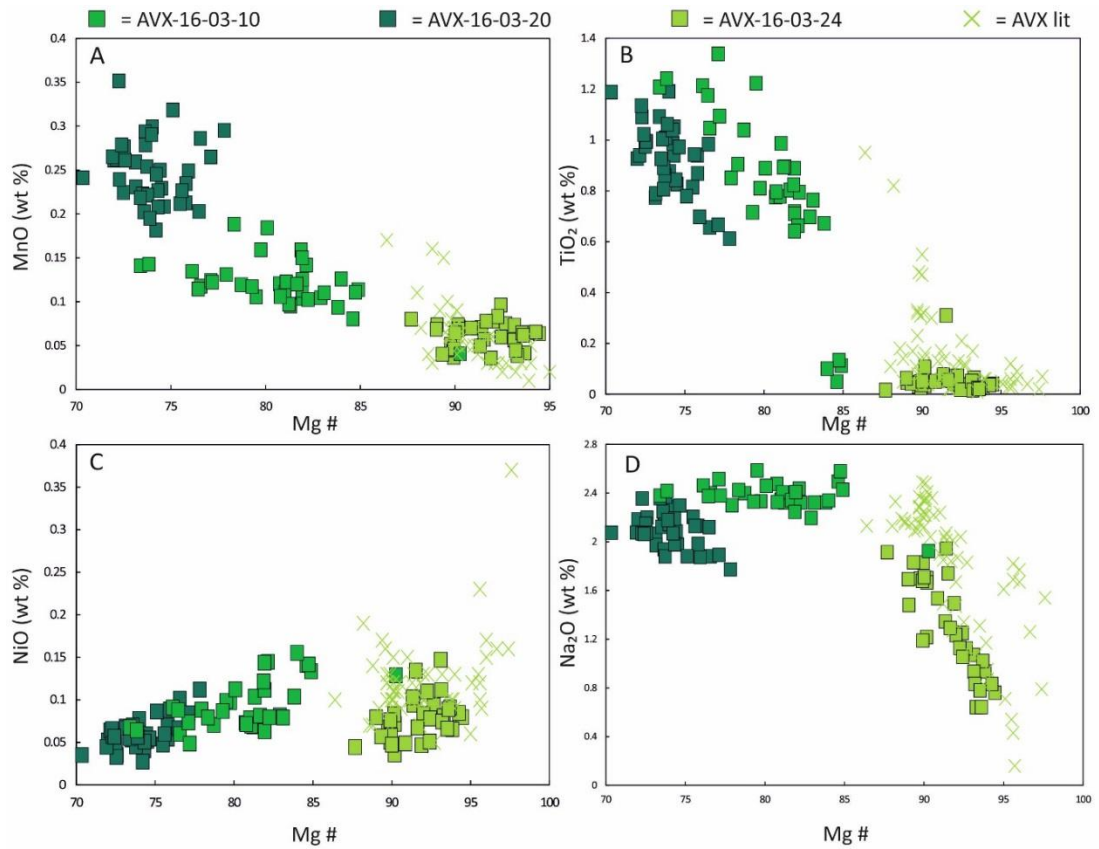 = AVX-16-03-10 = AVX-16-03-20 = AVX-16-03-24 = AVX lit
A
MnO (wt %)
0.4
0.35
0.3
0.25
0.2
0.15
0.1
0.05
0
70 75 80 85 90 95
Mg #
B
TiO₂ (wt %)
1.4
1.2
1
0.8
0.6
0.4
0.2
0.0
70 75 80 85 90 95 100
Mg #
C
NiO (wt %)
0.4
0.35
0.3
0.25
0.2
0.15
0.1
0.05
0
70 75 80 85 90 95 100
Mg #
D
Na₂O (wt %)
2.8
2.4
2.0
1.6
1.2
0.8
0.4
0.0
70 75 80 85 90 95 100
Mg #